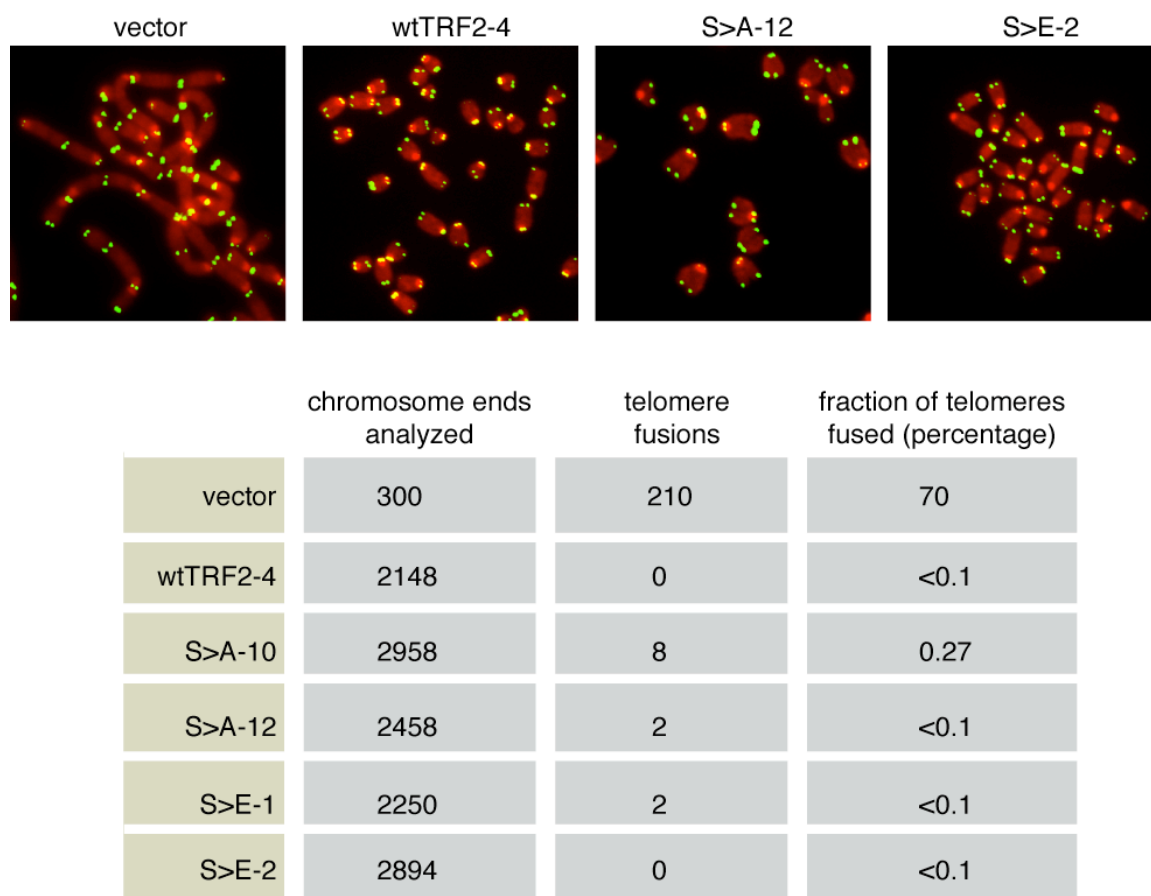 vector wtTRF2-4 S>A-12 S>E-2
chromosome ends telomere fraction of telomeres
analyzed fusions fused (percentage)
vector 300 210 70
wtTRF2-4 2148 0 <0.1
S>A-10 2958 8 0.27
S>A-12 2458 2 <0.1
S>E-1 2250 2 <0.1
S>E-2 2894 0 <0.1